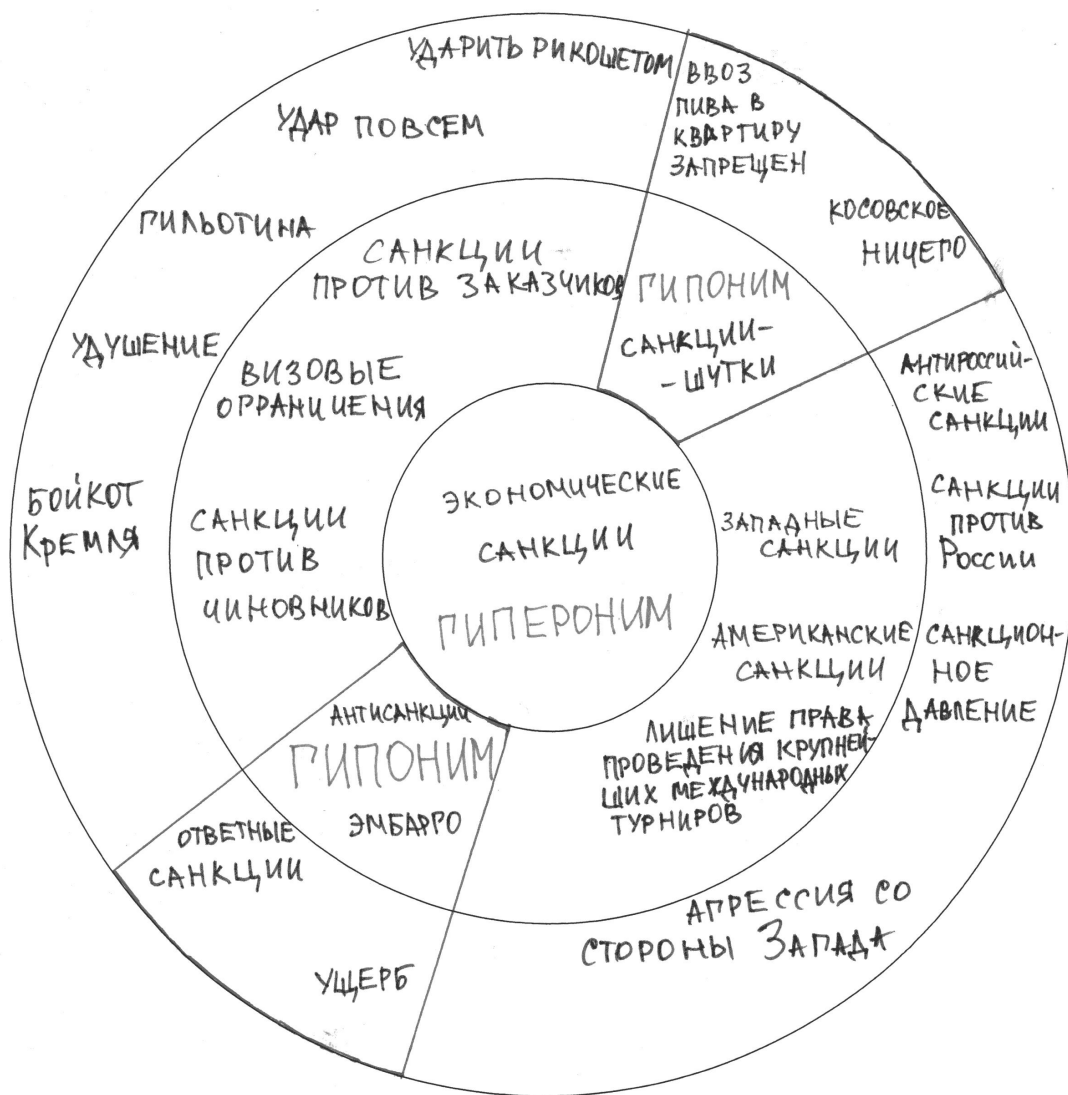 УДАРИТЬ РИКОШЕТОМ
УДАР ПО ВСЕМ
ГИЛЬОТИНА
УДУШЕНИЕ
БОЙКОТ
КРЕМЛЯ
ВВОЗ
ПИВА В
КВАРТИРУ
ЗАПРЕЩЕН
КОСОВСКОЕ
НИЧЕГО
САНКЦИИ
ПРОТИВ ЗАКАЗЧИКОВ
ВИЗОВЫЕ
ОГРАНИЧЕНИЯ
САНКЦИИ
ПРОТИВ
ЧИНОВНИКОВ
ГИПОНИМ
САНКЦИИ-
-ШУТКИ
ЭКОНОМИЧЕСКИЕ
САНКЦИИ
ГИПЕРОНИМ
ЗАПАДНЫЕ
САНКЦИИ
АМЕРИКАНСКИЕ
САНКЦИИ
ЛИШЕНИЕ ПРАВА
ПРОВЕДЕНИЯ КРУПНЕЙ-
ШИХ МЕЖДУНАРОДНЫХ
ТУРНИРОВ
АНТИРОССИЙ-
СКИЕ
САНКЦИИ
САНКЦИИ
ПРОТИВ
РОССИИ
САНКЦИОН-
НОЕ
ДАВЛЕНИЕ
АНТИСАНКЦИИ
ГИПОНИМ
ЭМБАРГО
ОТВЕТНЫЕ
САНКЦИИ
УЩЕРБ
АГРЕССИЯ СО
СТОРОНЫ ЗАПАДА